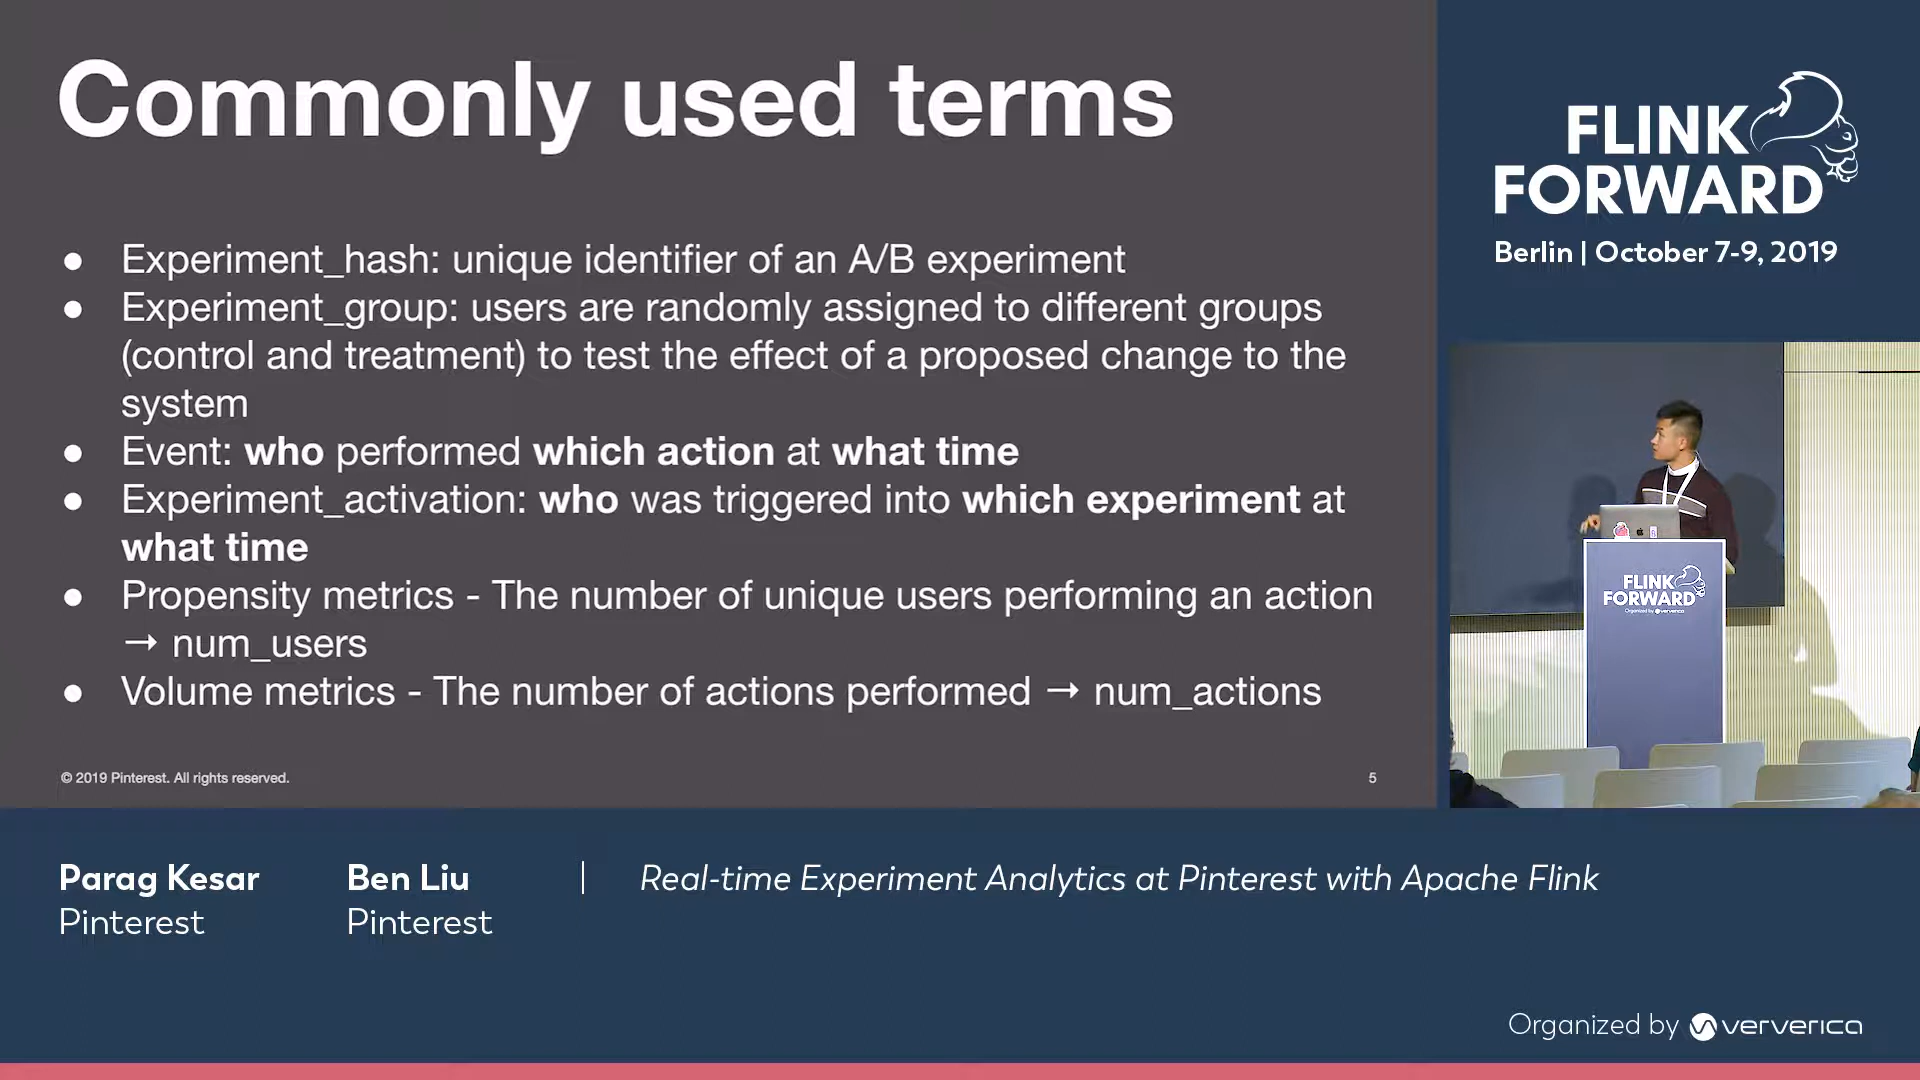 Commonly used terms
● Experiment_hash: unique identifier of an A/B experiment
● Experiment_group: users are randomly assigned to different groups
(control and treatment) to test the effect of a proposed change to the
system
● Event: who performed which action at what time
● Experiment_activation: who was triggered into which experiment at
what time
● Propensity metrics - The number of unique users performing an action
→ num_users
● Volume metrics - The number of actions performed → num_actions
© 2019 Pinterest. All rights reserved.
5
FLINK
FORWARD
Berlin | October 7-9, 2019
FLINK
FORWARD
Organized by ververica
Parag Kesar
Pinterest
Ben Liu
Pinterest
Real-time Experiment Analytics at Pinterest with Apache Flink
Organized by ververica